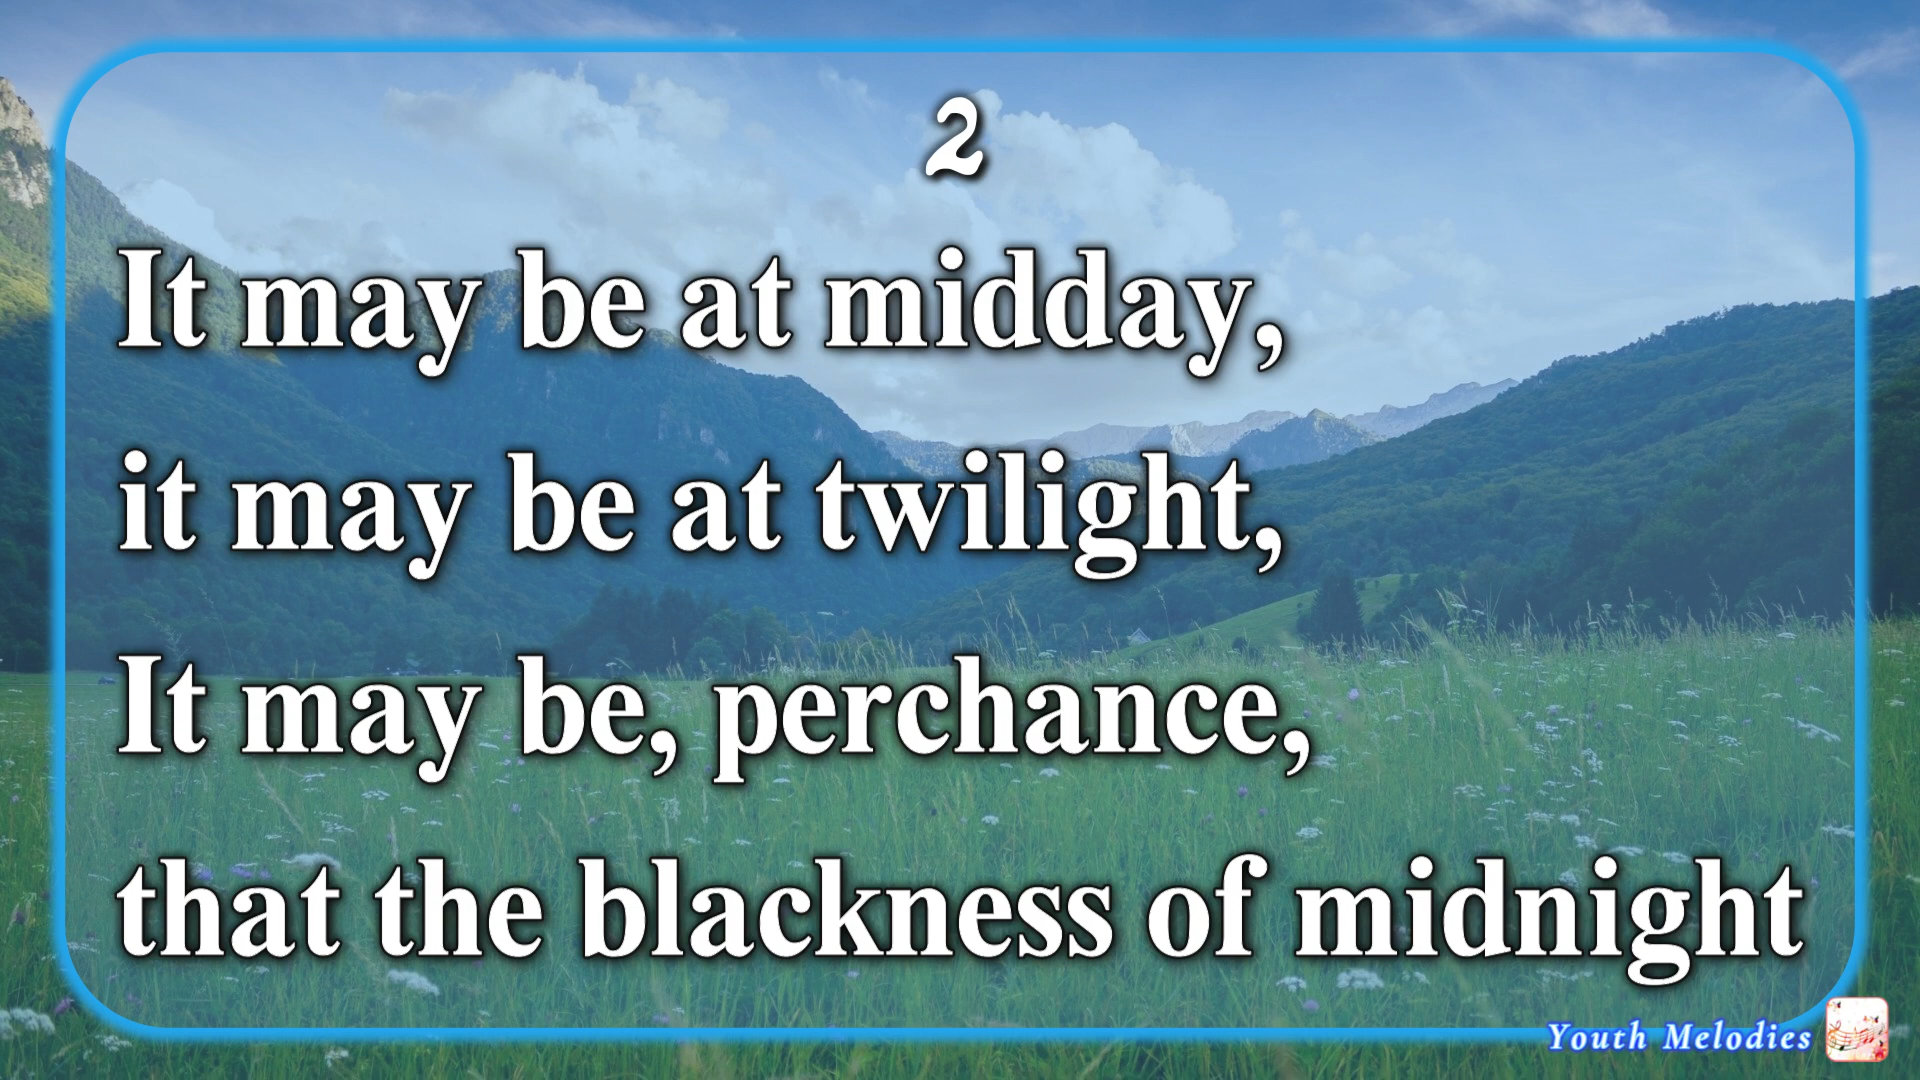 2
It may be at midday,
it may be at twilight,
It may be, perchance,
that the blackness of midnight
Youth Melodies